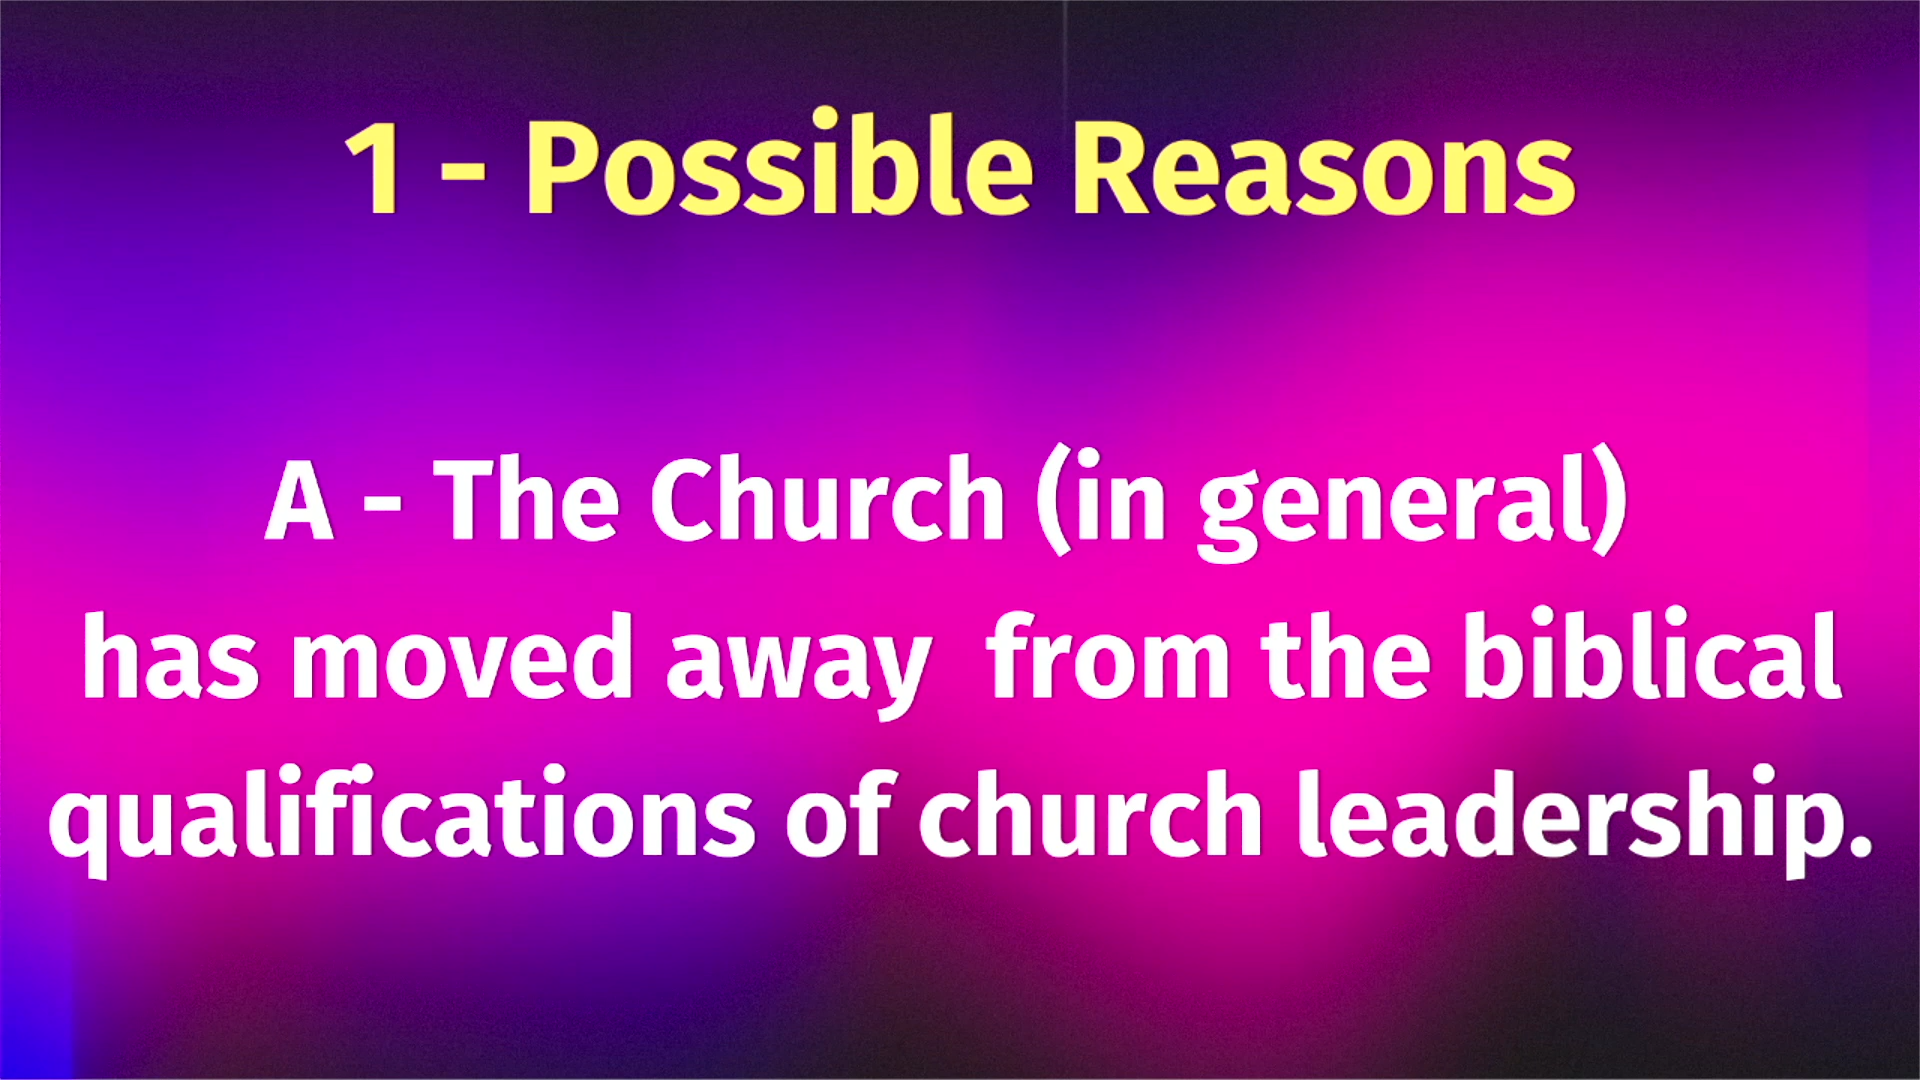 1 - Possible Reasons
A - The Church (in general)
has moved away  from the biblical
qualifications of church leadership.